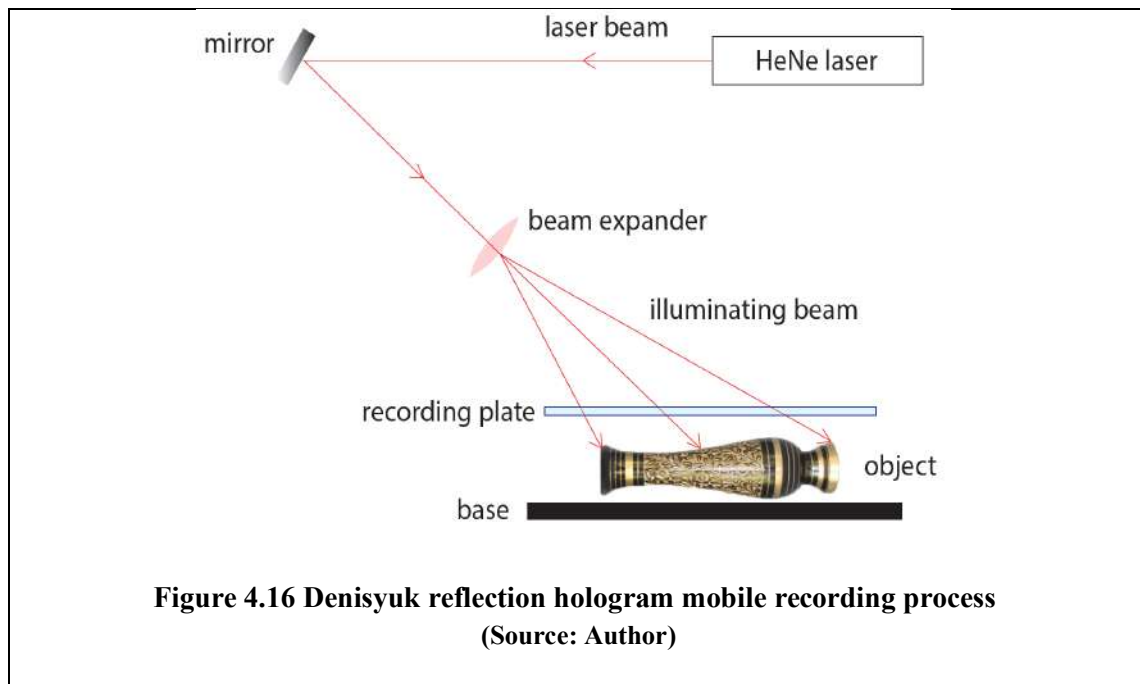 laser beam
mirror
HeNe laser
beam expander
illuminating beam
recording plate
object
base
Figure 4.16 Denisyuk reflection hologram mobile recording process
(Source: Author)